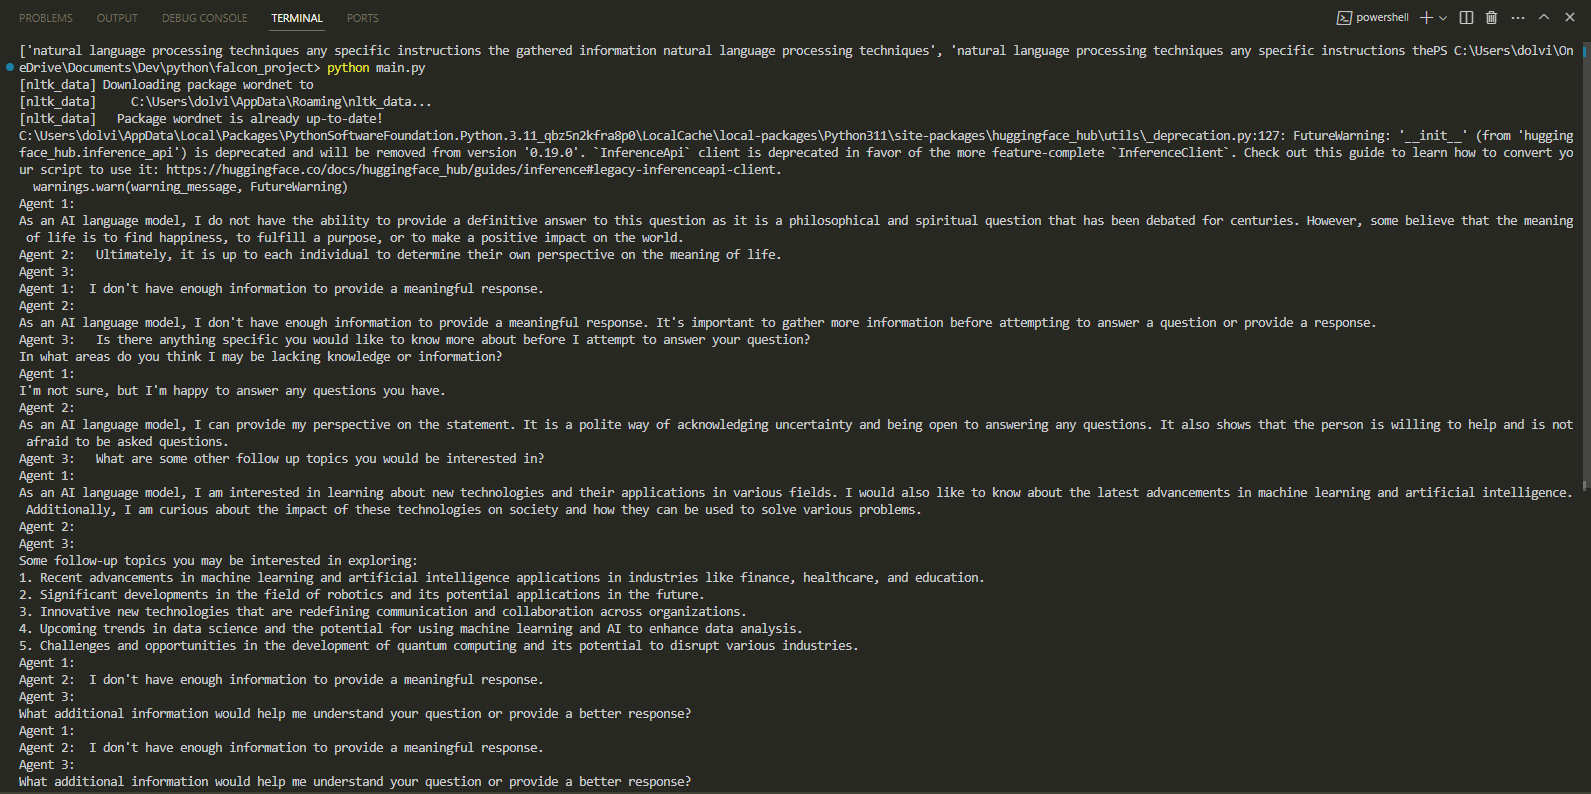 PROBLEMS OUTPUT DEBUG CONSOLE TERMINAL PORTS powershell
['natural language processing techniques any specific instructions the gathered information natural language processing techniques', 'natural language processing techniques any specific instructions thePS C:\Users\dolvi\On
eDrive\Documents\Dev\python\falcon_project> python main.py
[nltk_data] Downloading package wordnet to
[nltk_data]     C:\Users\dolvi\AppData\Roaming\nltk_data...
[nltk_data]   Package wordnet is already up-to-date!
C:\Users\dolvi\AppData\Local\Packages\PythonSoftwareFoundation.Python.3.11_qbz5n2kfra8p0\LocalCache\local-packages\Python311\site-packages\huggingface_hub\utils\_deprecation.py:127: FutureWarning: '__init__' (from 'hugging
face_hub.inference_api') is deprecated and will be removed from version '0.19.0'. `InferenceApi` client is deprecated in favor of the more feature-complete `InferenceClient`. Check out this guide to learn how to convert yo
ur script to use it: https://huggingface.co/docs/huggingface_hub/guides/inference#legacy-inferenceapi-client.
  warnings.warn(warning_message, FutureWarning)
Agent 1:
As an AI language model, I do not have the ability to provide a definitive answer to this question as it is a philosophical and spiritual question that has been debated for centuries. However, some believe that the meaning
 of life is to find happiness, to fulfill a purpose, or to make a positive impact on the world.
Agent 2:   Ultimately, it is up to each individual to determine their own perspective on the meaning of life.
Agent 3:
Agent 1:  I don't have enough information to provide a meaningful response.
Agent 2:
As an AI language model, I don't have enough information to provide a meaningful response. It's important to gather more information before attempting to answer a question or provide a response.
Agent 3:   Is there anything specific you would like to know more about before I attempt to answer your question?
In what areas do you think I may be lacking knowledge or information?
Agent 1:
I'm not sure, but I'm happy to answer any questions you have.
Agent 2:
As an AI language model, I can provide my perspective on the statement. It is a polite way of acknowledging uncertainty and being open to answering any questions. It also shows that the person is willing to help and is not
 afraid to be asked questions.
Agent 3:   What are some other follow up topics you would be interested in?
Agent 1:
As an AI language model, I am interested in learning about new technologies and their applications in various fields. I would also like to know about the latest advancements in machine learning and artificial intelligence.
 Additionally, I am curious about the impact of these technologies on society and how they can be used to solve various problems.
Agent 2:
Agent 3:
Some follow-up topics you may be interested in exploring:
1. Recent advancements in machine learning and artificial intelligence applications in industries like finance, healthcare, and education.
2. Significant developments in the field of robotics and its potential applications in the future.
3. Innovative new technologies that are redefining communication and collaboration across organizations.
4. Upcoming trends in data science and the potential for using machine learning and AI to enhance data analysis.
5. Challenges and opportunities in the development of quantum computing and its potential to disrupt various industries.
Agent 1:
Agent 2:  I don't have enough information to provide a meaningful response.
Agent 3:
What additional information would help me understand your question or provide a better response?
Agent 1:
Agent 2:  I don't have enough information to provide a meaningful response.
Agent 3:
What additional information would help me understand your question or provide a better response?